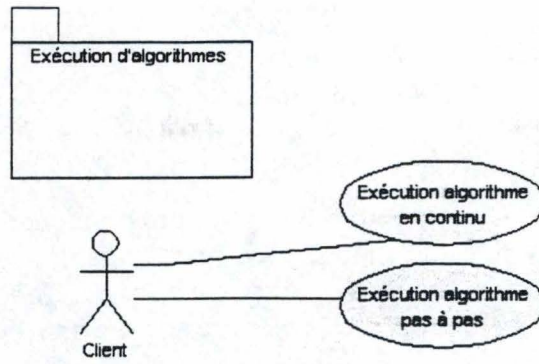 Exécution d'algorithmes
Exécution algorithme
en continu
Exécution algorithme
pas à pas
Client